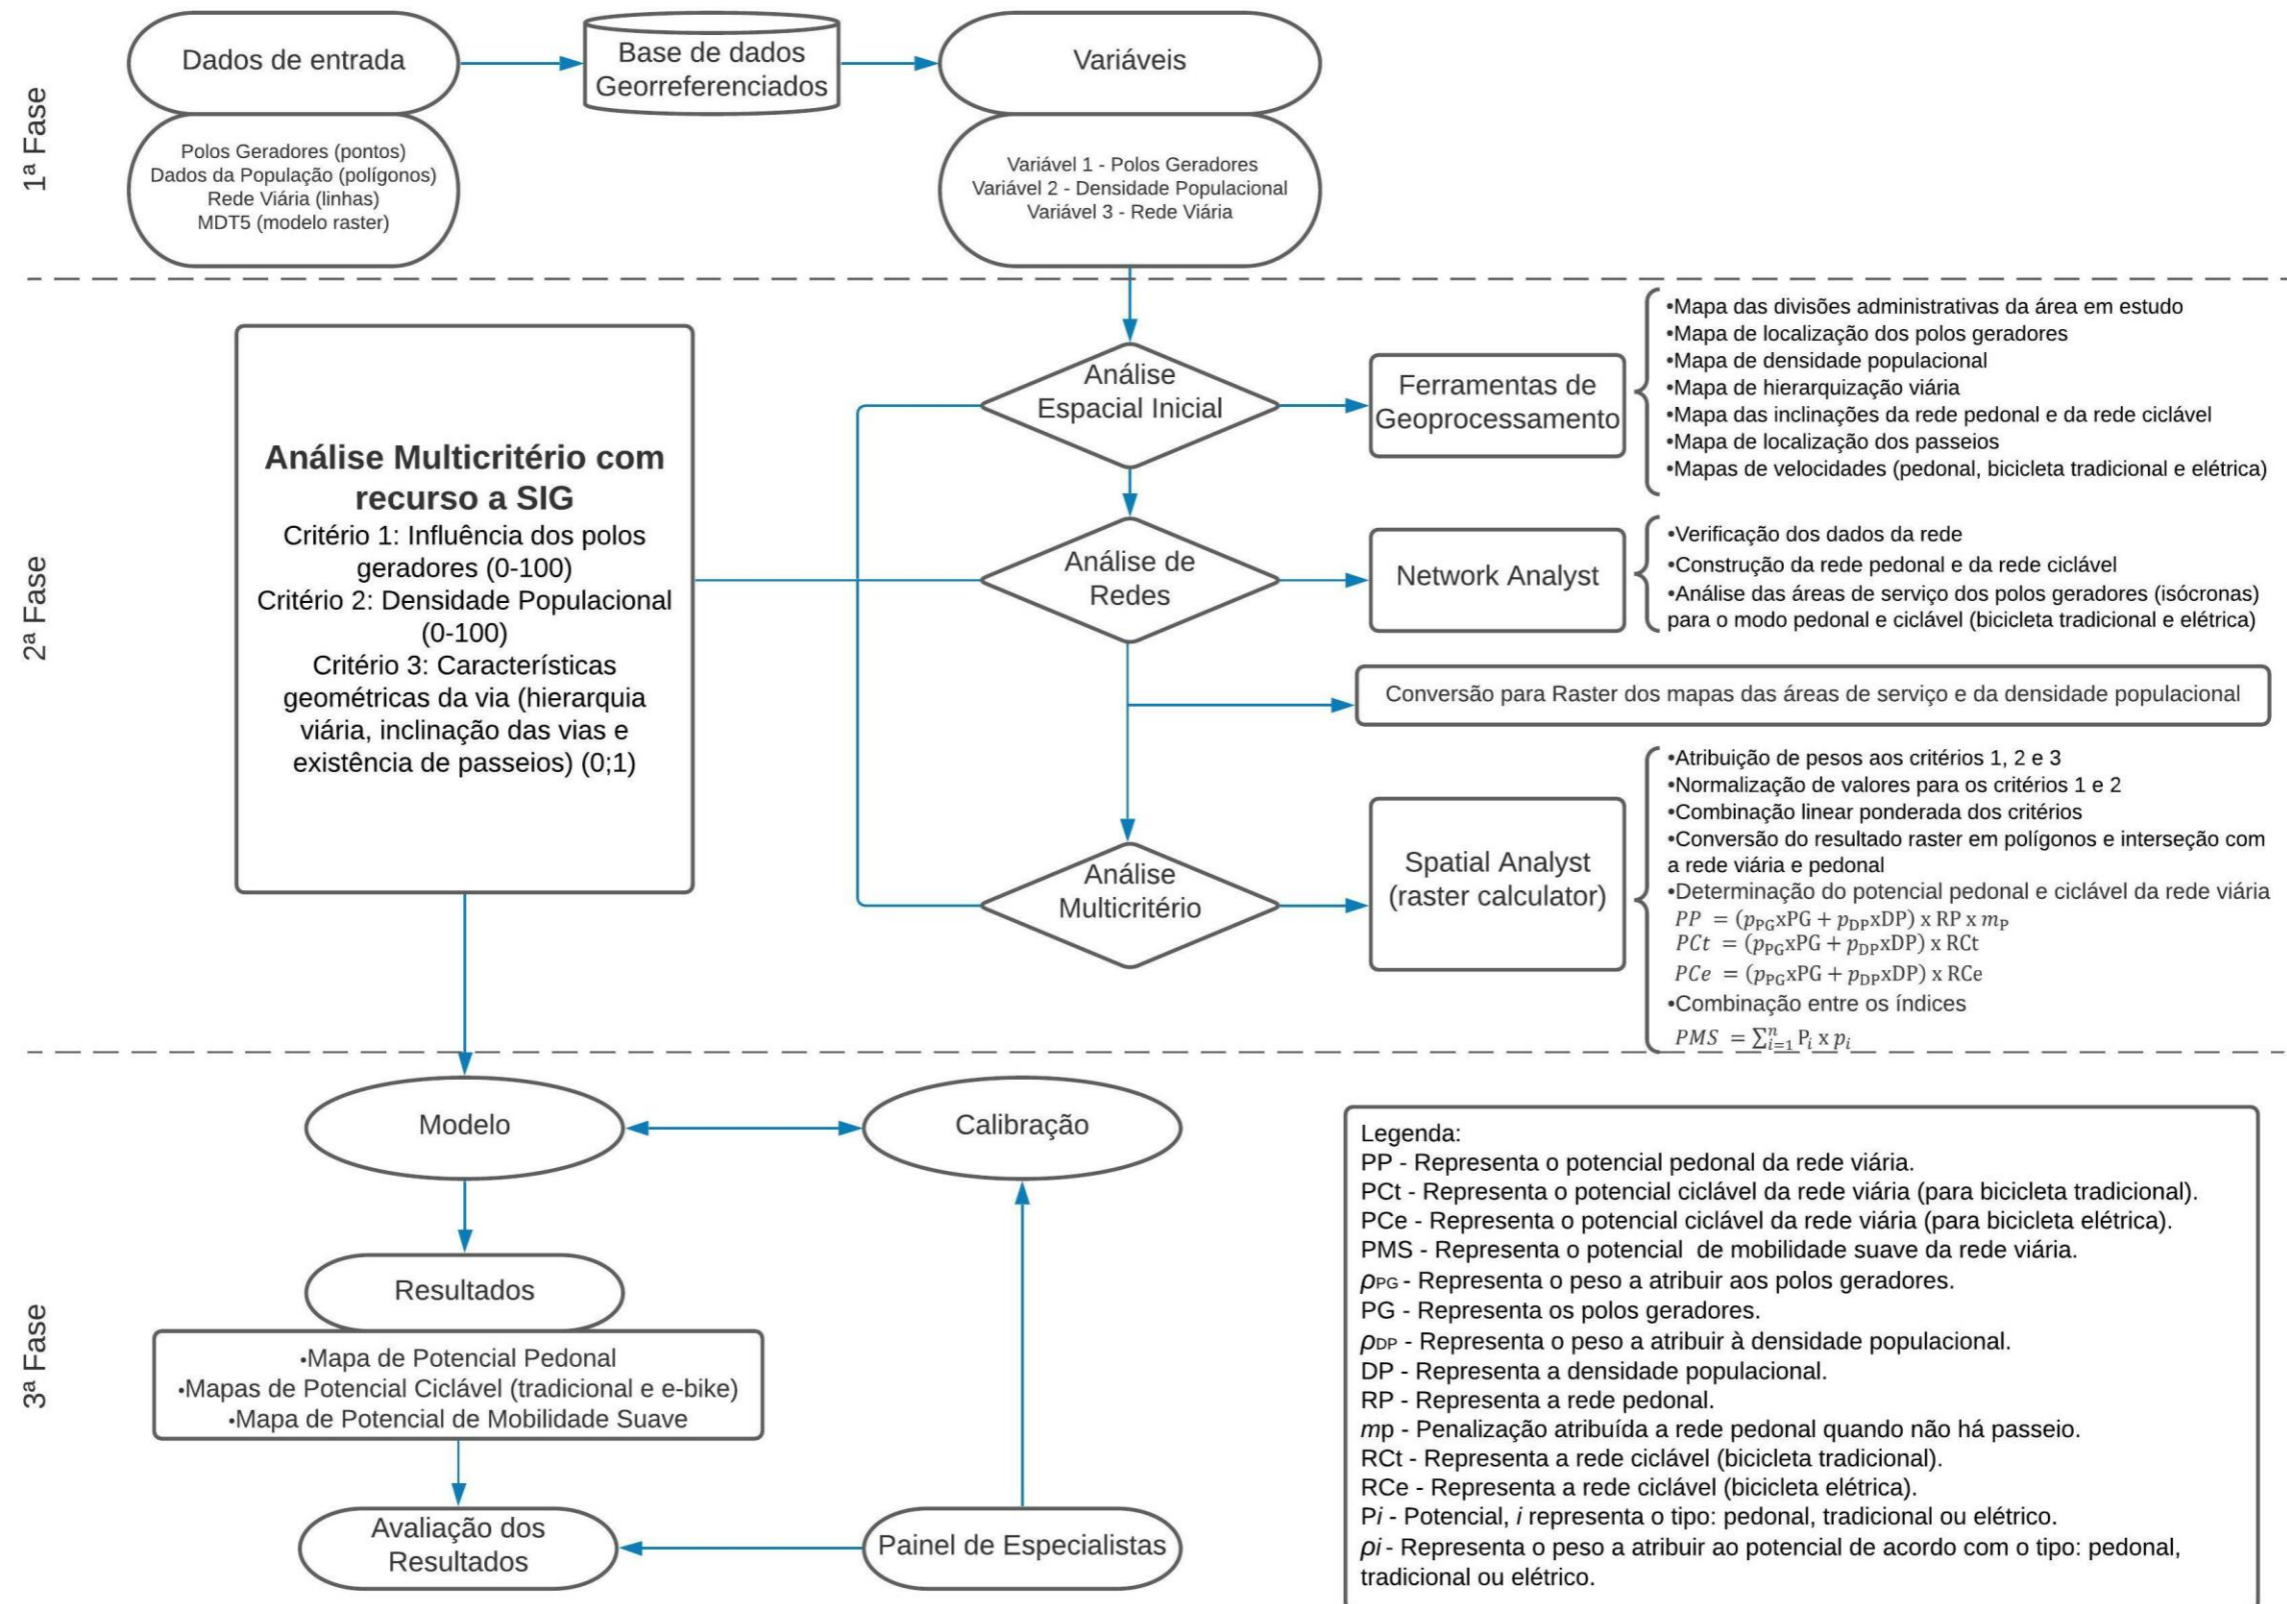 1ª Fase
Dados de entrada
Base de dados
Georreferenciados
Variáveis
Polos Geradores (pontos)
Dados da População (polígonos)
Rede Viária (linhas)
MDT5 (modelo raster)
Variável 1 - Polos Geradores
Variável 2 - Densidade Populacional
Variável 3 - Rede Viária
2ª Fase
Análise Multicritério com
recurso a SIG
Critério 1: Influência dos polos
geradores (0-100)
Critério 2: Densidade Populacional
(0-100)
Critério 3: Características
geométricas da via (hierarquia
viária, inclinação das vias e
existência de passeios) (0;1)
Análise
Espacial Inicial
Ferramentas de
Geoprocessamento
•Mapa das divisões administrativas da área em estudo
•Mapa de localização dos polos geradores
•Mapa de densidade populacional
•Mapa de hierarquização viária
•Mapa das inclinações da rede pedonal e da rede ciclável
•Mapa de localização dos passeios
•Mapas de velocidades (pedonal, bicicleta tradicional e elétrica)
Análise de
Redes
Network Analyst
•Verificação dos dados da rede
•Construção da rede pedonal e da rede ciclável
•Análise das áreas de serviço dos polos geradores (isócronas)
para o modo pedonal e ciclável (bicicleta tradicional e elétrica)
Conversão para Raster dos mapas das áreas de serviço e da densidade populacional
Análise
Multicritério
Spatial Analyst
(raster calculator)
•Atribuição de pesos aos critérios 1, 2 e 3
•Normalização de valores para os critérios 1 e 2
•Combinação linear ponderada dos critérios
•Conversão do resultado raster em polígonos e interseção com
a rede viária e pedonal
•Determinação do potencial pedonal e ciclável da rede viária
PP = (p_PG xPG + p_DP xDP) x RP x m_P
PCt = (p_PG xPG + p_DP xDP) x RCt
PCe = (p_PG xPG + p_DP xDP) x RCe
•Combinação entre os índices
PMS = ∑_{i=1}^{n} P_i x p_i
3ª Fase
Modelo
Calibração
Resultados
•Mapa de Potencial Pedonal
•Mapas de Potencial Ciclável (tradicional e e-bike)
•Mapa de Potencial de Mobilidade Suave
Avaliação dos
Resultados
Painel de Especialistas
Legenda:
PP - Representa o potencial pedonal da rede viária.
PCt - Representa o potencial ciclável da rede viária (para bicicleta tradicional).
PCe - Representa o potencial ciclável da rede viária (para bicicleta elétrica).
PMS - Representa o potencial  de mobilidade suave da rede viária.
ρPG - Representa o peso a atribuir aos polos geradores.
PG - Representa os polos geradores.
ρDP - Representa o peso a atribuir à densidade populacional.
DP - Representa a densidade populacional.
RP - Representa a rede pedonal.
mp - Penalização atribuída a rede pedonal quando não há passeio.
RCt - Representa a rede ciclável (bicicleta tradicional).
RCe - Representa a rede ciclável (bicicleta elétrica).
Pi - Potencial, i representa o tipo: pedonal, tradicional ou elétrico.
ρi - Representa o peso a atribuir ao potencial de acordo com o tipo: pedonal,
tradicional ou elétrico.